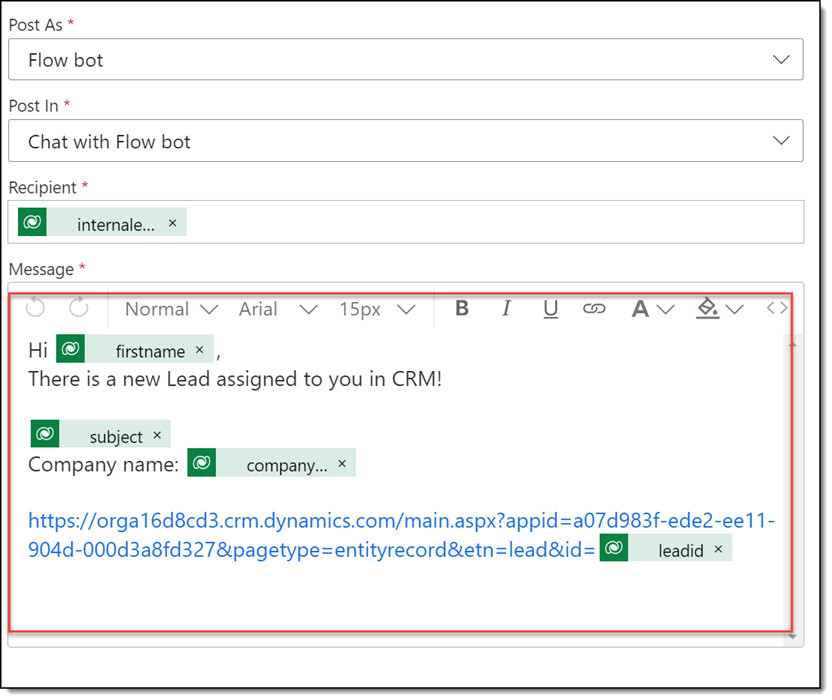 Post As *
Flow bot
Post In *
Chat with Flow bot
Recipient *
internale... ×
Message *
Normal Arial 15px B I U A <>
Hi firstname × ,
There is a new Lead assigned to you in CRM!
subject ×
Company name: company... ×
https://orga16d8cd3.crm.dynamics.com/main.aspx?appid=a07d983f-ede2-ee11-
904d-000d3a8fd327&pagetype=entityrecord&etn=lead&id= leadid ×